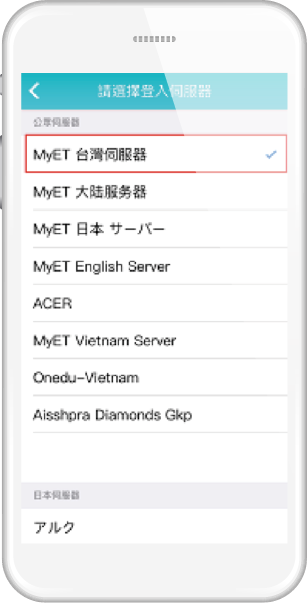 請選擇登入伺服器
公眾伺服器
MyET 台灣伺服器
MyET 大陆服务器
MyET 日本 サーバー
MyET English Server
ACER
MyET Vietnam Server
Onedu-Vietnam
Aisshpra Diamonds Gkp
日本伺服器
アルク